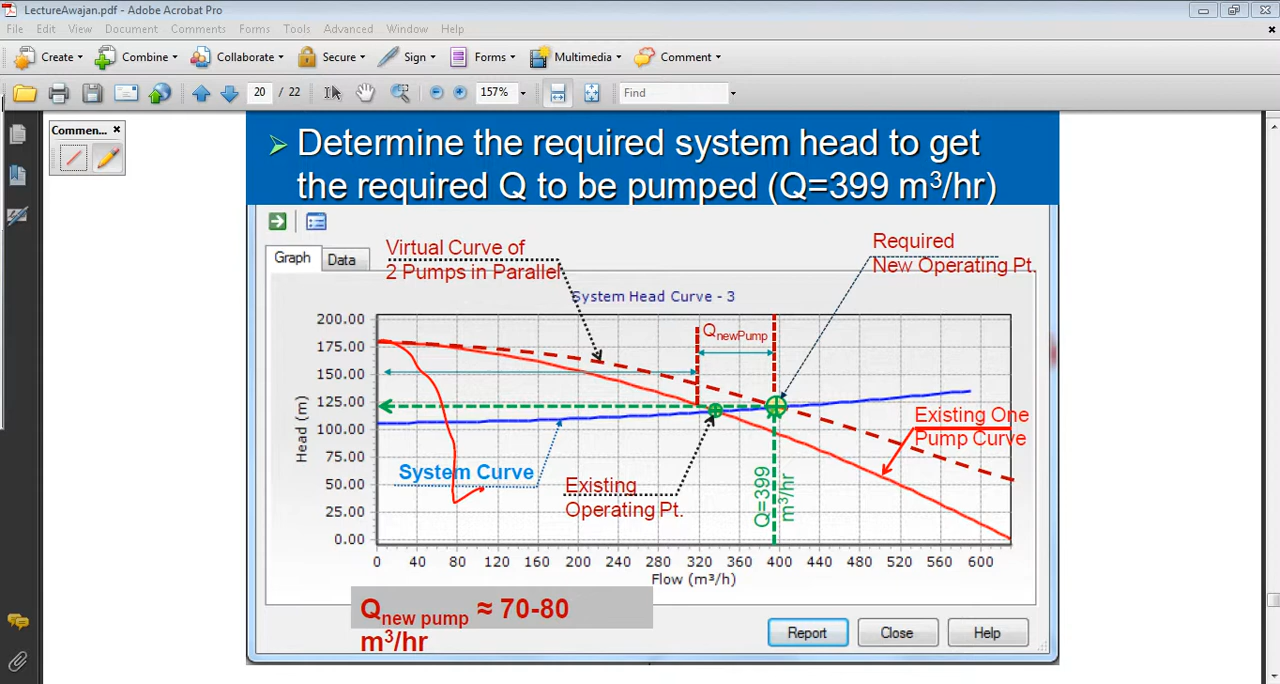 LectureAwajan.pdf - Adobe Acrobat Pro
File Edit View Document Comments Forms Tools Advanced Window Help
Create Combine Collaborate Secure Sign Forms Multimedia Comment
20 / 22 157% Find
Commen...
Determine the required system head to get
the required Q to be pumped (Q=399 m³/hr)
Graph Data
Virtual Curve of
2 Pumps in Parallel
Required
New Operating Pt.
System Head Curve - 3
QnewPump
200.00
175.00
150.00
125.00
100.00
75.00
50.00
25.00
0.00
Head (m)
System Curve
Existing
Operating Pt.
Q=399
m³/hr
Existing One
Pump Curve
0 40 80 120 160 200 240 280 320 360 400 440 480 520 560 600
Flow (m³/h)
Qnew pump ≈ 70-80
m³/hr
Report Close Help